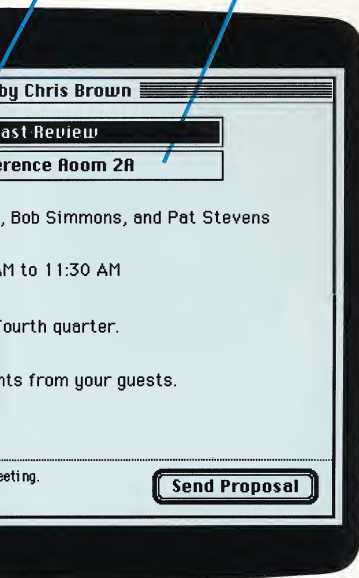 by Chris Brown
ast Review
erence Room 2A
, Bob Simmons, and Pat Stevens
AM to 11:30 AM
Fourth quarter.
nts from your guests.
eeting.
Send Proposal